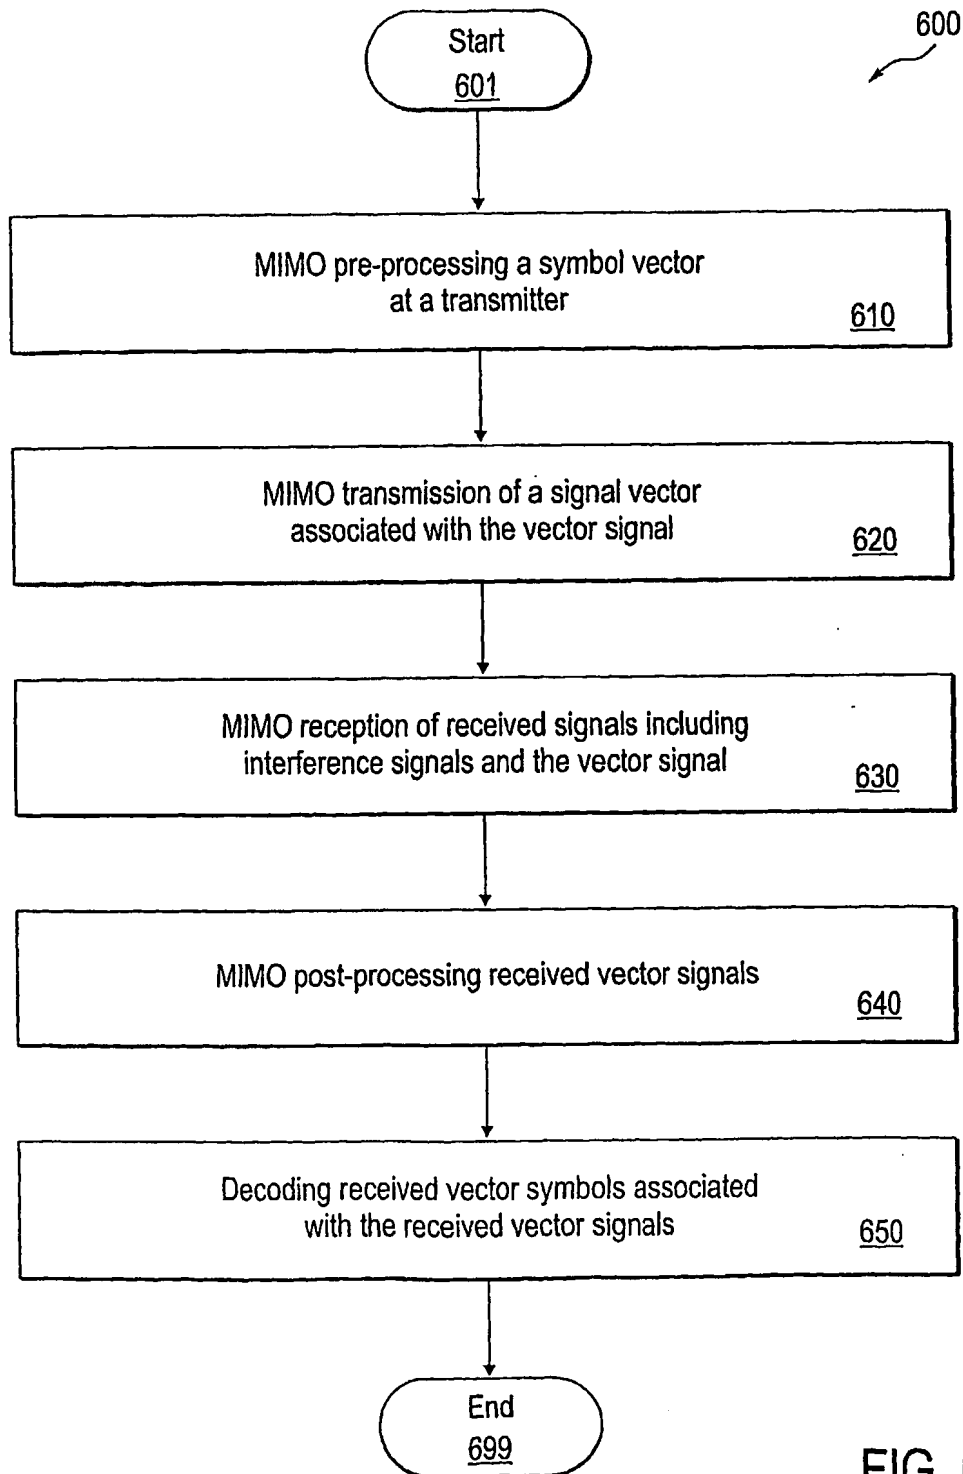 600
Start
601
MIMO pre-processing a symbol vector
at a transmitter
610
MIMO transmission of a signal vector
associated with the vector signal
620
MIMO reception of received signals including
interference signals and the vector signal
630
MIMO post-processing received vector signals
640
Decoding received vector symbols associated
with the received vector signals
650
End
699
FIG.